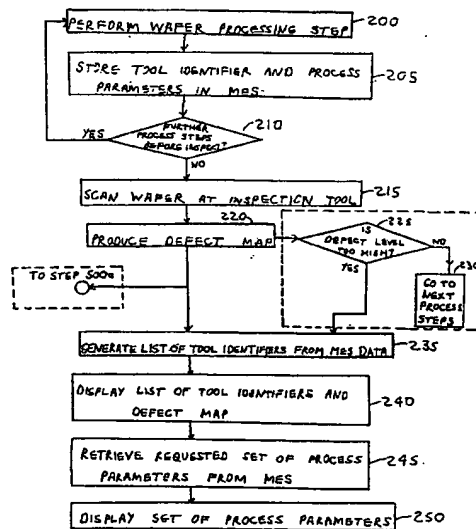 PERFORM WAFER PROCESSING STEP
200
STORE TOOL IDENTIFIER AND PROCESS
PARAMETERS IN MES.
205
FURTHER
PROCESS STEPS
BEFORE INSPECT?
210
YES
NO
SCAN WAFER AT INSPECTION TOOL
215
220
PRODUCE DEFECT MAP
225
IS
DEFECT LEVEL
TOO HIGH?
NO
YES
230
GO TO
NEXT
PROCESS
STEPS
TO STEP 500a
GENERATE LIST OF TOOL IDENTIFIERS FROM MES DATA
235
DISPLAY LIST OF TOOL IDENTIFIERS AND
DEFECT MAP
240
RETRIEVE REQUESTED SET OF PROCESS
PARAMETERS FROM MES
245
DISPLAY SET OF PROCESS PARAMETERS
250